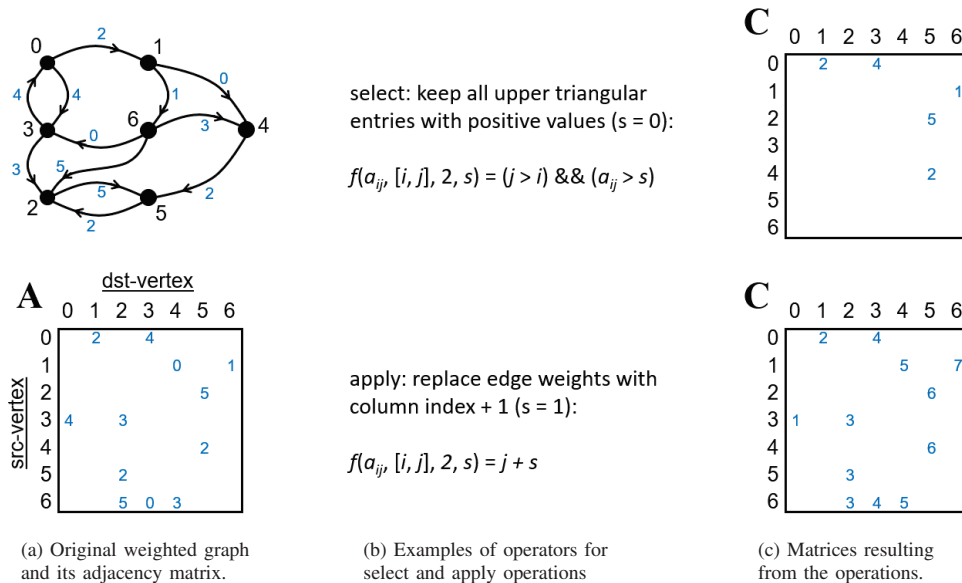 0
2
1
0
4
4
1
3
6
0
3
4
3
5
2
5
5
2
2
A
dst-vertex
0 1 2 3 4 5 6
src-vertex
0 2 4
1 0 1
2 5
3 4 3
4 2
5 2
6 5 0 3
(a) Original weighted graph
and its adjacency matrix.
select: keep all upper triangular
entries with positive values (s = 0):
f(aij, [i, j], 2, s) = (j > i) && (aij > s)
apply: replace edge weights with
column index + 1 (s = 1):
f(aij, [i, j], 2, s) = j + s
(b) Examples of operators for
select and apply operations
C
0 1 2 3 4 5 6
0 2 4
1 1
2 5
3
4 2
5
6
C
0 1 2 3 4 5 6
0 2 4
1 5 7
2 6
3 1 3
4 6
5 3
6 3 4 5
(c) Matrices resulting
from the operations.